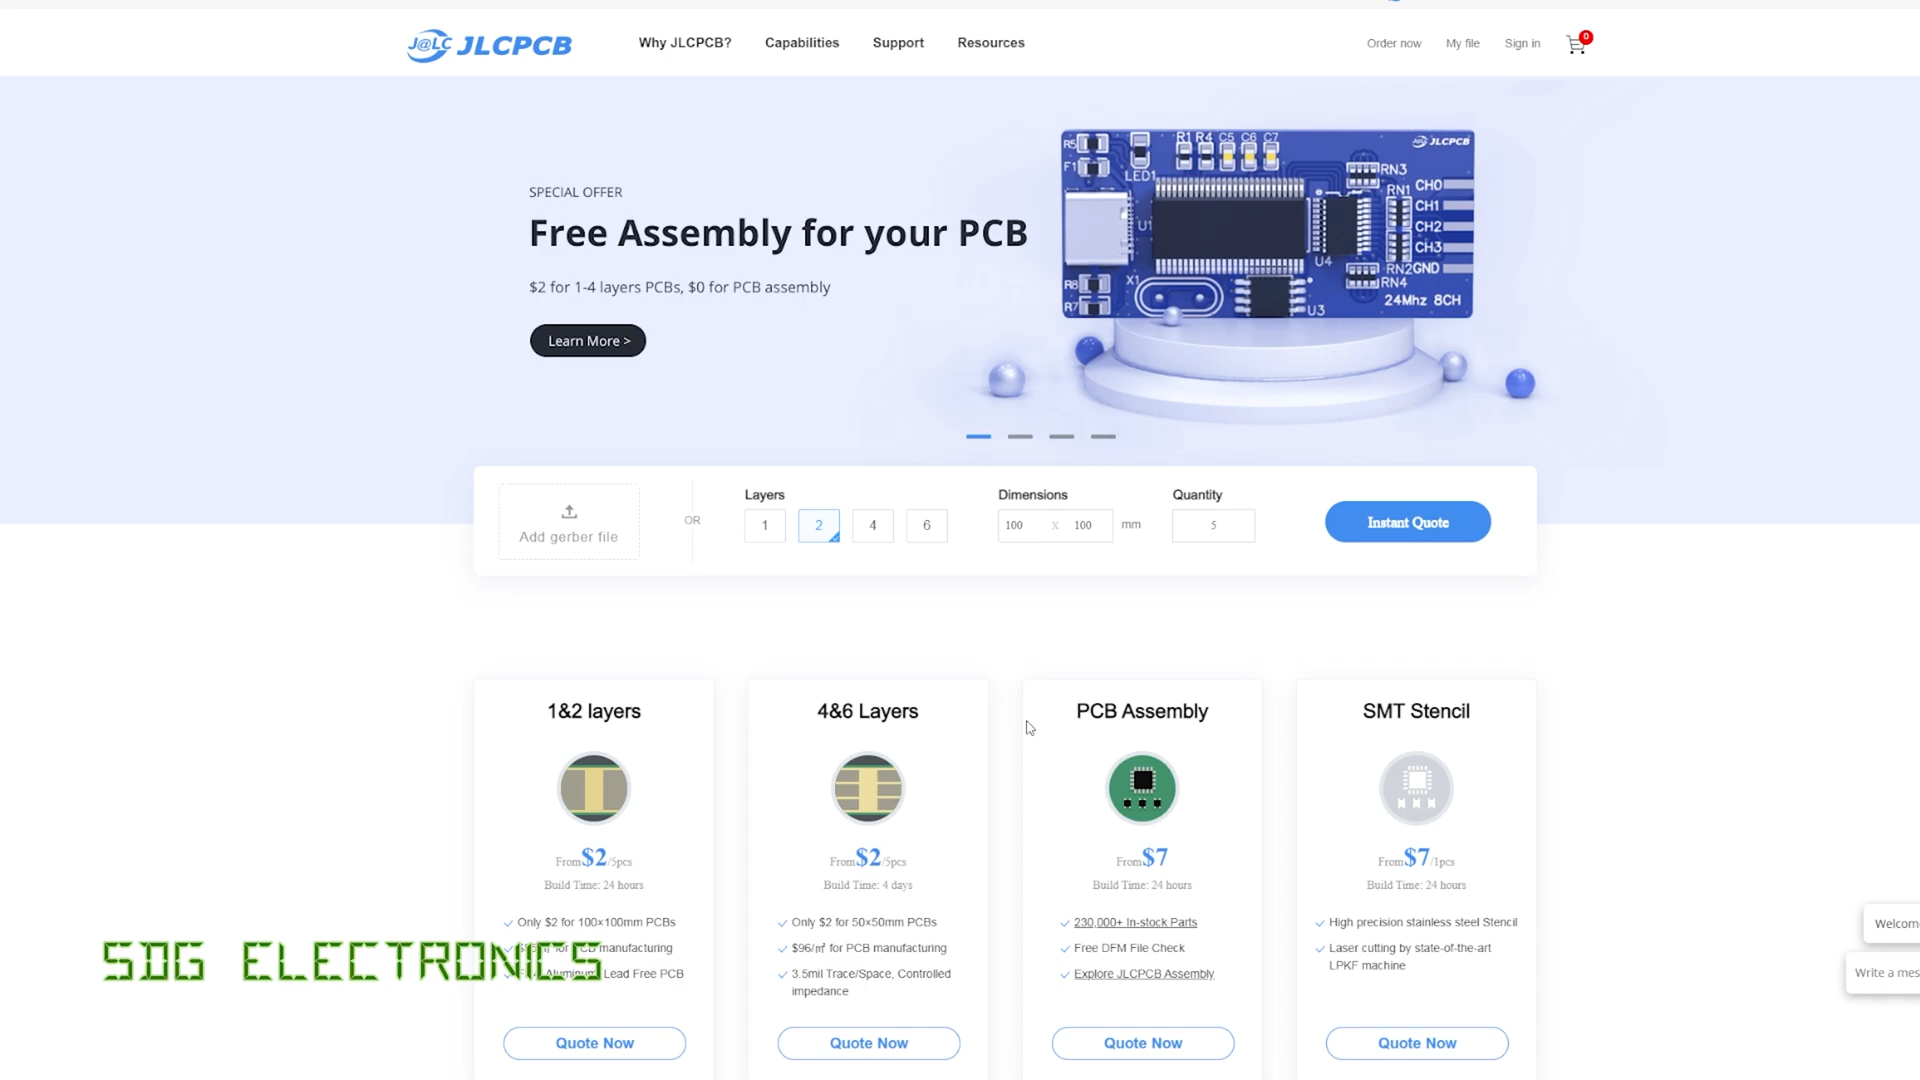 J@LC JLCPCB
Why JLCPCB? Capabilities Support Resources
Order now My file Sign in 0
SPECIAL OFFER
Free Assembly for your PCB
$2 for 1-4 layers PCBs, $0 for PCB assembly
Learn More >
R5 R1 R4 C5 C6 C7 J@LC JLCPCB
F1 LED1 RN3
RN1 CH0
CH1
U1 CH2
CH3
U4 RN2 GND
R8 X1 RN4
R7 U3 24Mhz 8CH
Add gerber file
OR
Layers
1 2 4 6
Dimensions
100 x 100 mm
Quantity
5
Instant Quote
1&2 layers
From $2 /5pcs
Build Time: 24 hours
Only $2 for 100×100mm PCBs
manufacturing
Lead Free PCB
Quote Now
4&6 Layers
From $2 /5pcs
Build Time: 4 days
Only $2 for 50×50mm PCBs
$96/㎡ for PCB manufacturing
3.5mil Trace/Space, Controlled
impedance
Quote Now
PCB Assembly
From $7
Build Time: 24 hours
230,000+ In-stock Parts
Free DFM File Check
Explore JLCPCB Assembly
Quote Now
SMT Stencil
From $7 /1pcs
Build Time: 24 hours
High precision stainless steel Stencil
Laser cutting by state-of-the-art
LPKF machine
Quote Now
Welcom
Write a mes
SDG ELECTRONICS